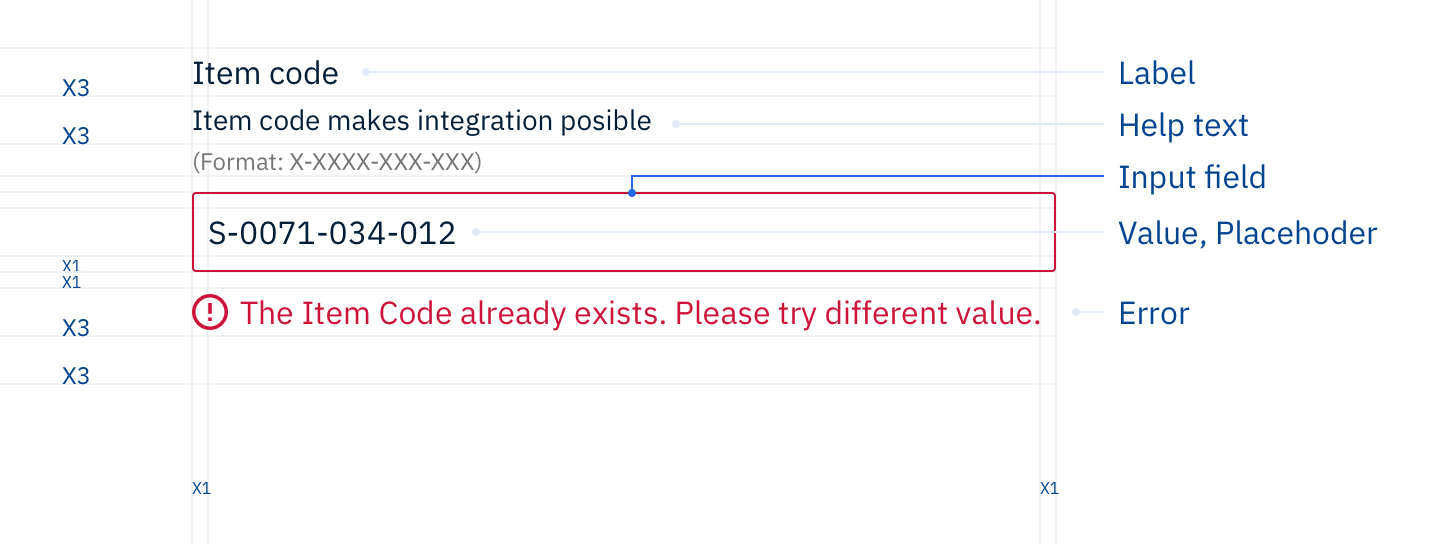 Item code
Label
X3
Item code makes integration posible
Help text
X3
(Format: X-XXXX-XXX-XXX)
Input field
S-0071-034-012
Value, Placehoder
X1
X1
The Item Code already exists. Please try different value.
Error
X3
X3
X1
X1